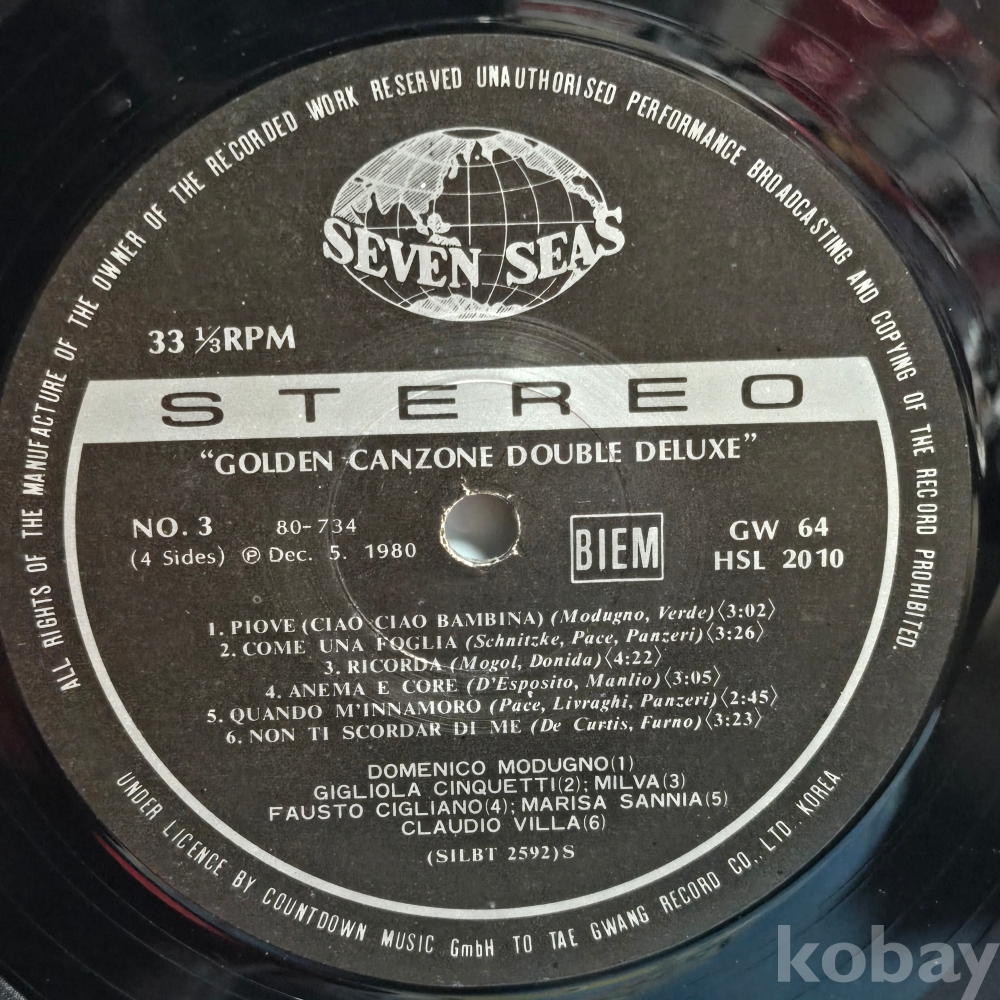 ALL RIGHTS OF THE MANUFACTURE OF THE OWNER OF THE RECORDED WORK RESERVED UNAUTHORISED PERFORMANCE BROADCASTING AND COPYING OF THE RECORD PROHIBITED.
SEVEN SEAS
33 ⅓RPM
STEREO
“GOLDEN CANZONE DOUBLE DELUXE”
NO. 3 80-734 BIEM GW 64
(4 Sides) ℗ Dec. 5. 1980 HSL 2010
1. PIOVE (CIAO CIAO BAMBINA) (Modugno, Verde)〈3:02〉
2. COME UNA FOGLIA (Schnitzke, Pace, Panzeri)〈3:26〉
3. RICORDA (Mogol, Donida)〈4:22〉
4. ANEMA E CORE (D'Esposito, Manlio)〈3:05〉
5. QUANDO M'INNAMORO (Pace, Livraghi, Panzeri)〈2:45〉
6. NON TI SCORDAR DI ME (De Curtis, Furno)〈3:23〉
DOMENICO MODUGNO(1)
GIGLIOLA CINQUETTI(2); MILVA(3)
FAUSTO CIGLIANO(4); MARISA SANNIA(5)
CLAUDIO VILLA(6)
(SILBT 2592)S
UNDER LICENCE BY COUNTDOWN MUSIC GmbH TO TAE GWANG RECORD CO., LTD., KOREA.
kobay